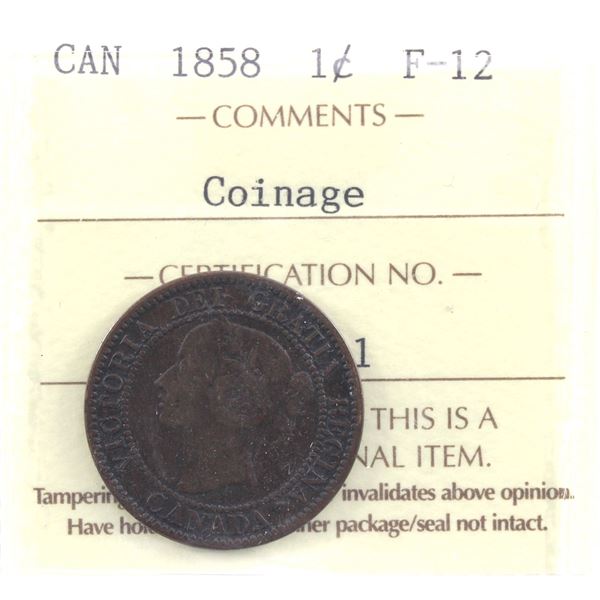 CAN 1858 1¢ F-12
— COMMENTS —
Coinage
— CERTIFICATION NO. —
1
VICTORIA DEI GRATIA REGINA.
CANADA
THIS IS A
NAL ITEM.
Tampering invalidates above opinion.
Have her package/seal not intact.